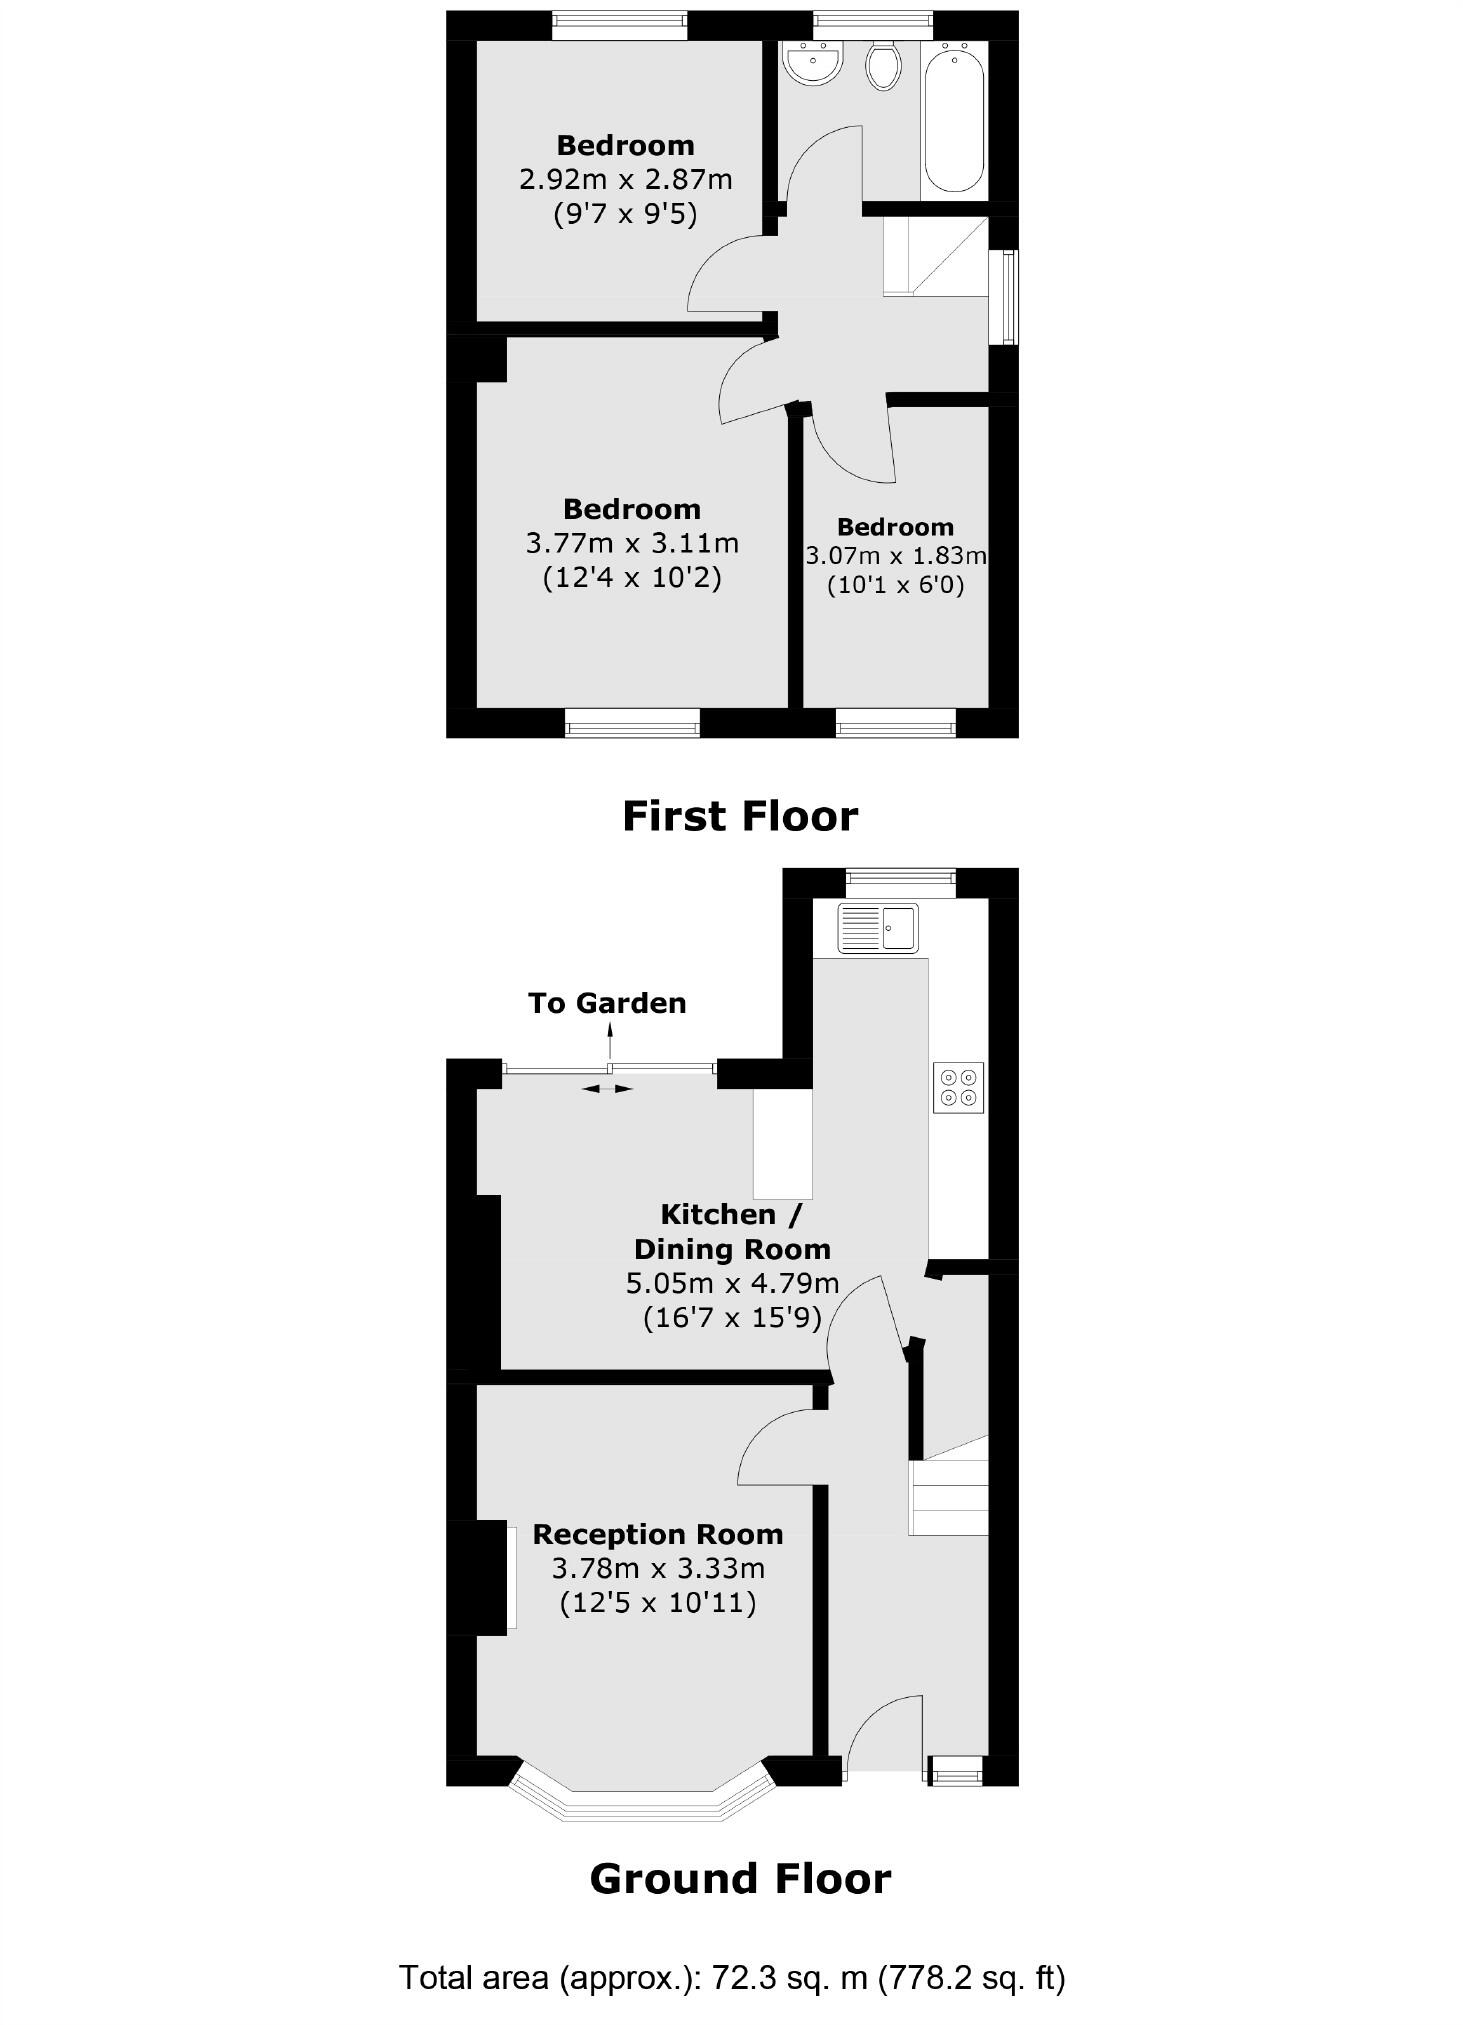 Bedroom
2.92m x 2.87m
(9'7 x 9'5)
Bedroom
3.77m x 3.11m
(12'4 x 10'2)
Bedroom
3.07m x 1.83m
(10'1 x 6'0)
First Floor
To Garden
Kitchen /
Dining Room
5.05m x 4.79m
(16'7 x 15'9)
Reception Room
3.78m x 3.33m
(12'5 x 10'11)
Ground Floor
Total area (approx.): 72.3 sq. m (778.2 sq. ft)